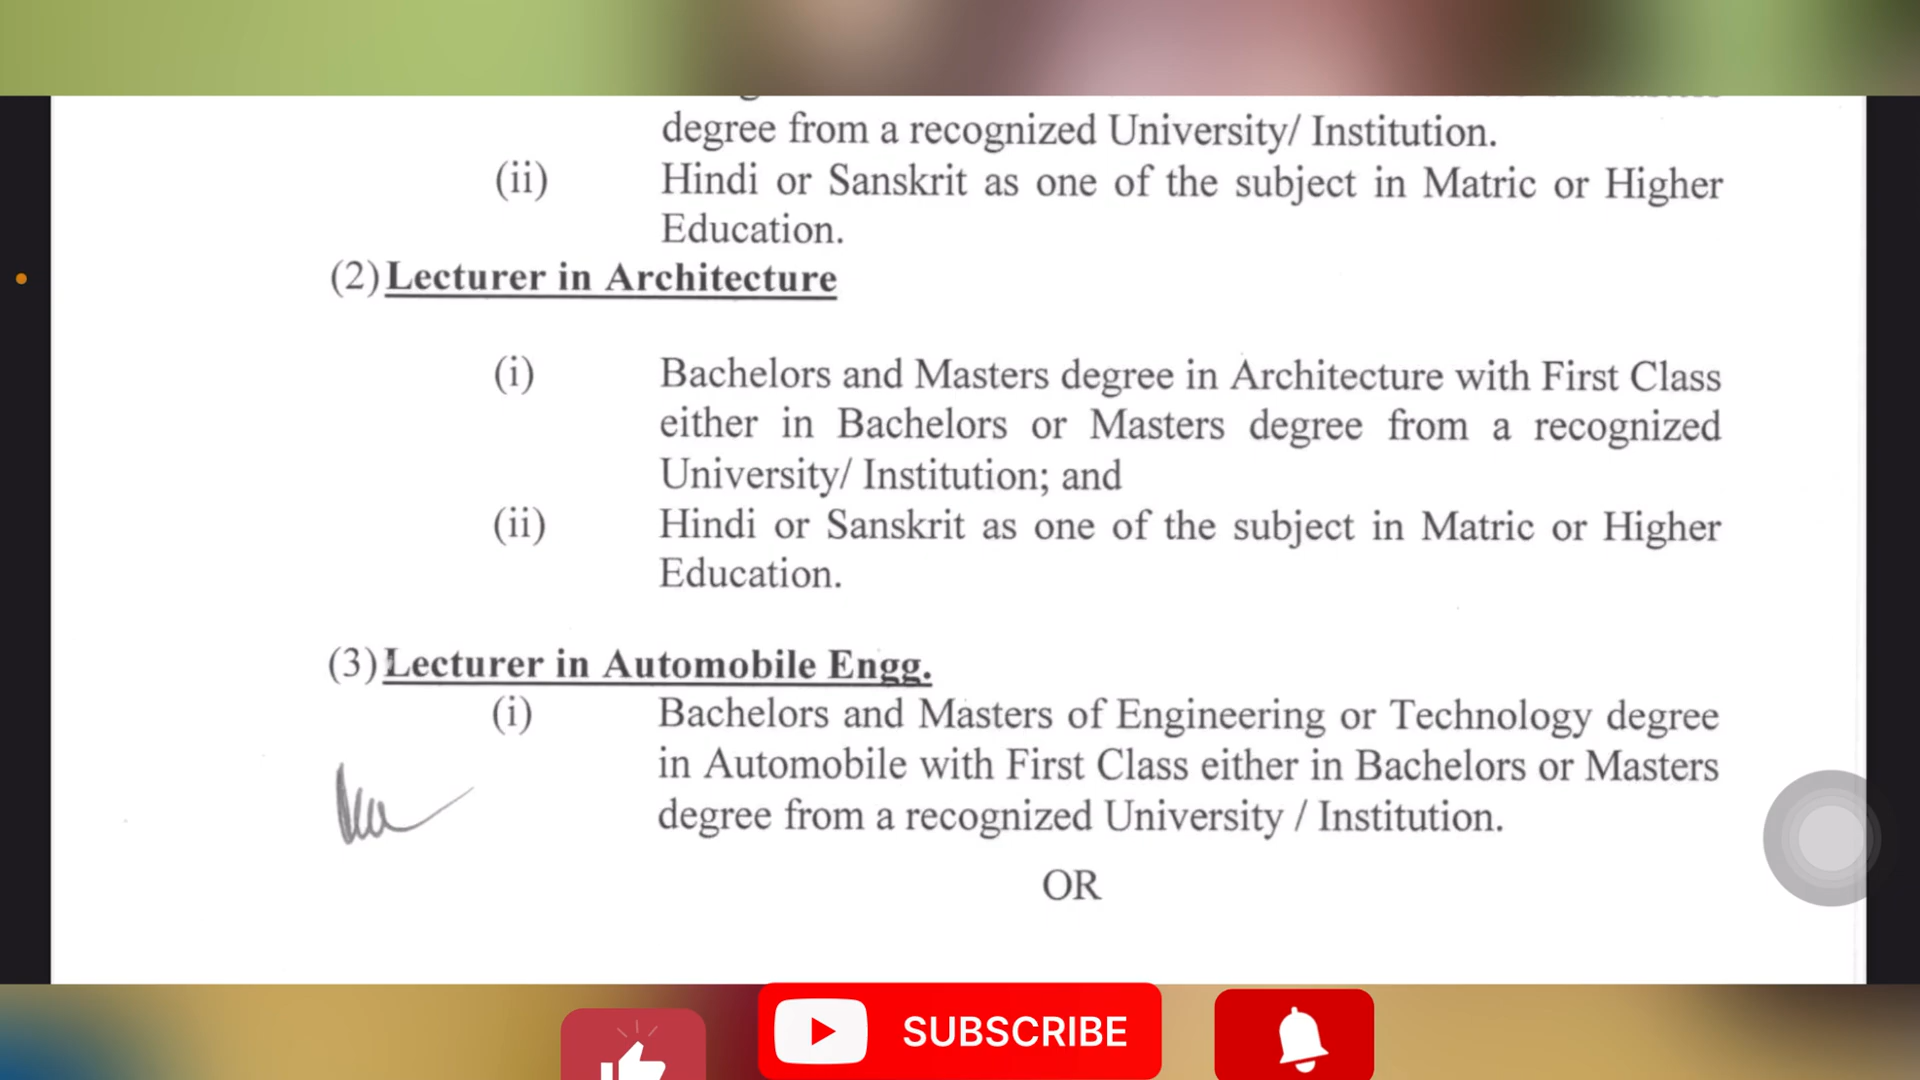 degree from a recognized University/ Institution.
(ii) Hindi or Sanskrit as one of the subject in Matric or Higher
Education.
(2) Lecturer in Architecture
(i) Bachelors and Masters degree in Architecture with First Class
either in Bachelors or Masters degree from a recognized
University/ Institution; and
(ii) Hindi or Sanskrit as one of the subject in Matric or Higher
Education.
(3) Lecturer in Automobile Engg.
(i) Bachelors and Masters of Engineering or Technology degree
in Automobile with First Class either in Bachelors or Masters
degree from a recognized University / Institution.
OR
SUBSCRIBE